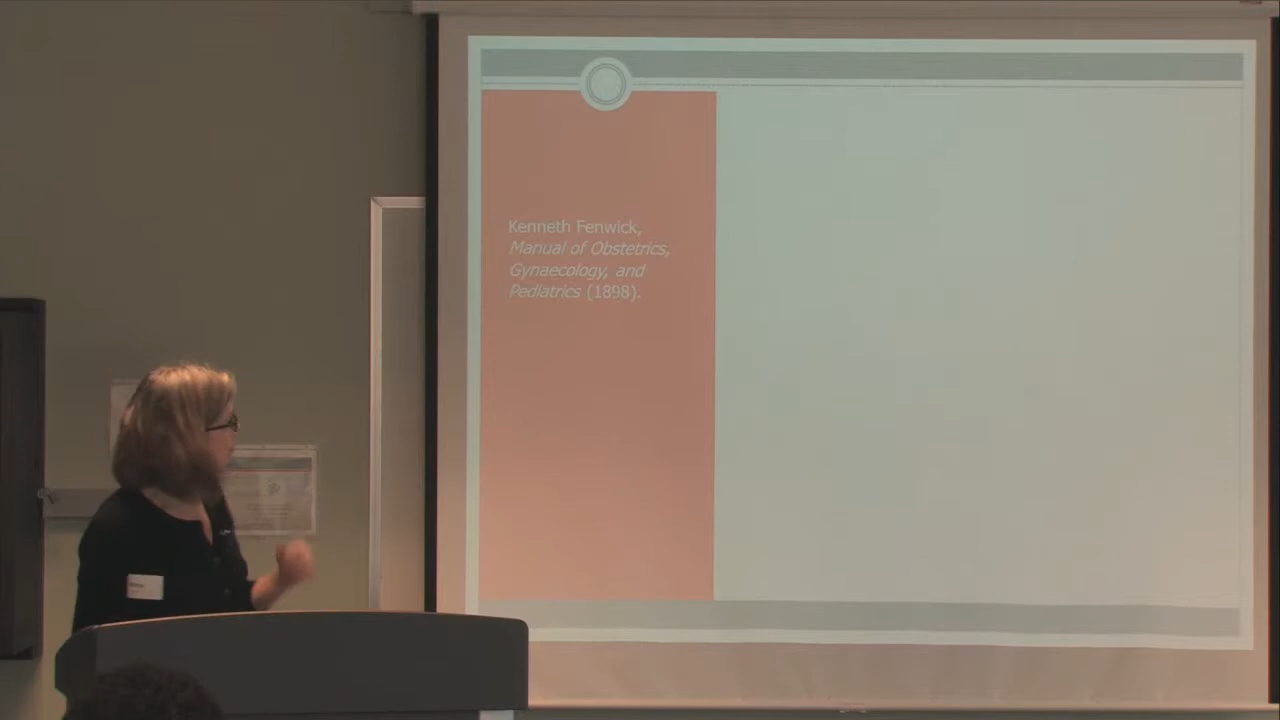 Kenneth Fenwick,
Manual of Obstetrics,
Gynaecology, and
Pediatrics (1898).